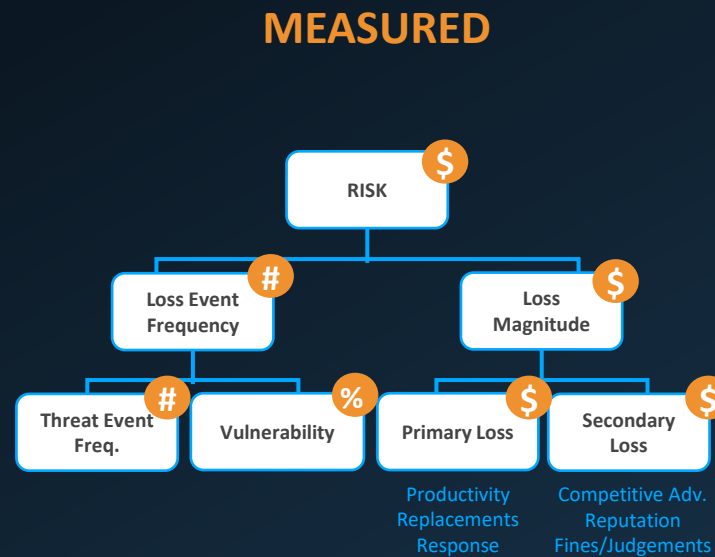 MEASURED
$
RISK
#
Loss Event
Frequency
$
Loss
Magnitude
#
Threat Event
Freq.
%
Vulnerability
$
Primary Loss
$
Secondary
Loss
Productivity
Replacements
Response
Competitive Adv.
Reputation
Fines/Judgements